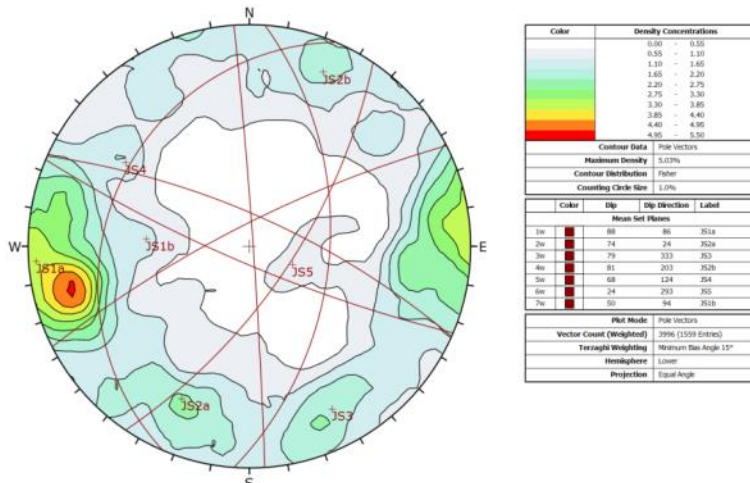 N
JS2b
JS4
W
JS1b
E
JS1a
JS5
JS2a
JS3
S
Color Density Concentrations
0.00 - 0.55
0.55 - 1.10
1.10 - 1.65
1.65 - 2.20
2.20 - 2.75
2.75 - 3.30
3.30 - 3.85
3.85 - 4.40
4.40 - 4.95
4.95 - 5.50
Contour Data Pole Vectors
Maximum Density 5.03%
Contour Distribution Fisher
Counting Circle Size 1.0%
Color Dip Dip Direction Label
Mean Set Planes
1w 88 86 JS1a
2w 74 24 JS2a
3w 79 333 JS3
4w 81 203 JS2b
5w 68 124 JS4
6w 24 293 JS5
7w 50 94 JS1b
Plot Mode Pole Vectors
Vector Count (Weighted) 3996 (1559 Entries)
Terzaghi Weighting Minimum Bias Angle 15°
Hemisphere Lower
Projection Equal Angle